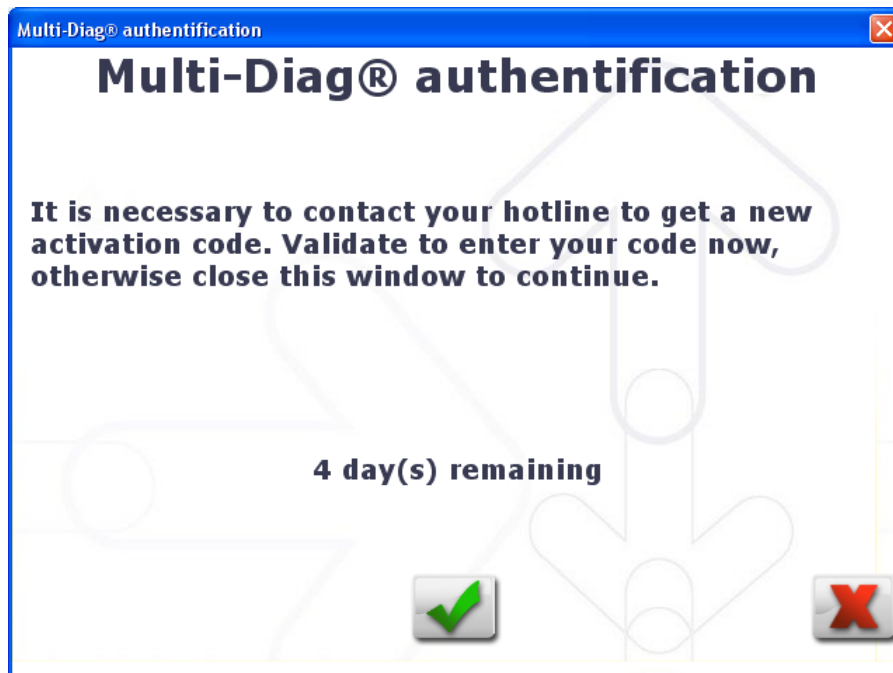 Multi-Diag® authentification
Multi-Diag® authentification
It is necessary to contact your hotline to get a new
activation code. Validate to enter your code now,
otherwise close this window to continue.
4 day(s) remaining